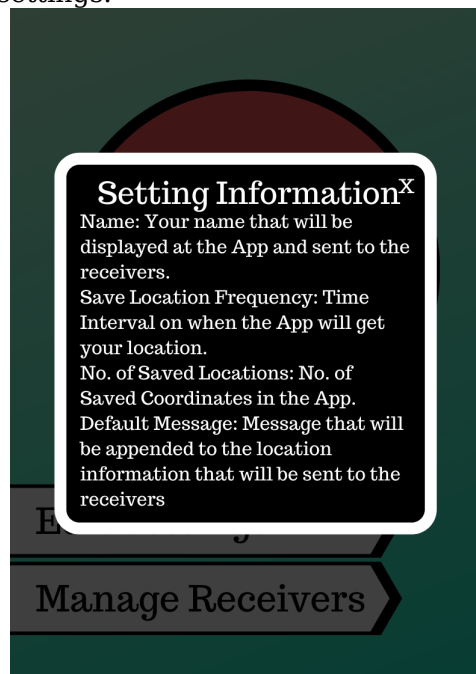 settings.
Setting Information
X
Name: Your name that will be
displayed at the App and sent to the
receivers.
Save Location Frequency: Time
Interval on when the App will get
your location.
No. of Saved Locations: No. of
Saved Coordinates in the App.
Default Message: Message that will
be appended to the location
information that will be sent to the
receivers
Manage Receivers